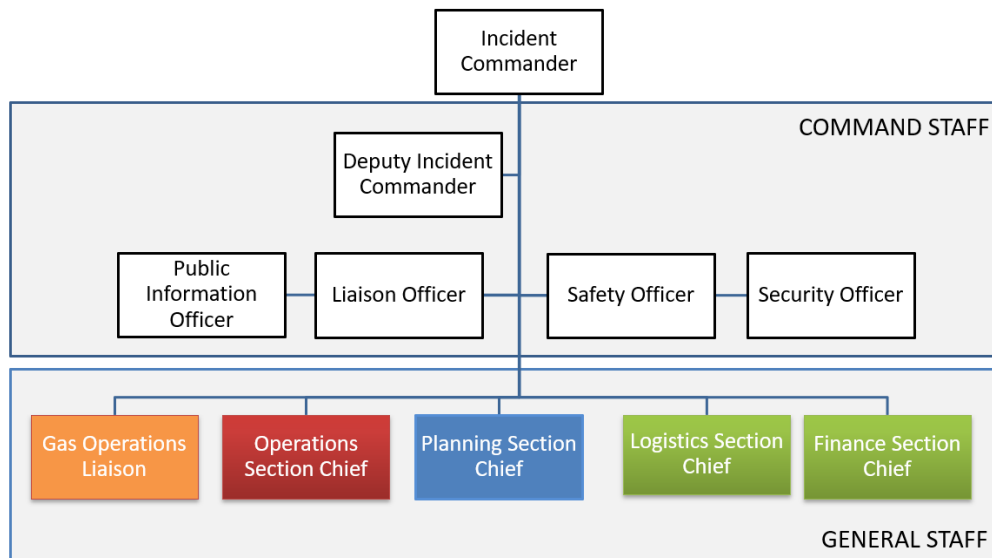 Incident
Commander
COMMAND STAFF
Deputy Incident
Commander
Public
Information
Officer
Liaison Officer
Safety Officer
Security Officer
Gas Operations
Liaison
Operations
Section Chief
Planning Section
Chief
Logistics Section
Chief
Finance Section
Chief
GENERAL STAFF